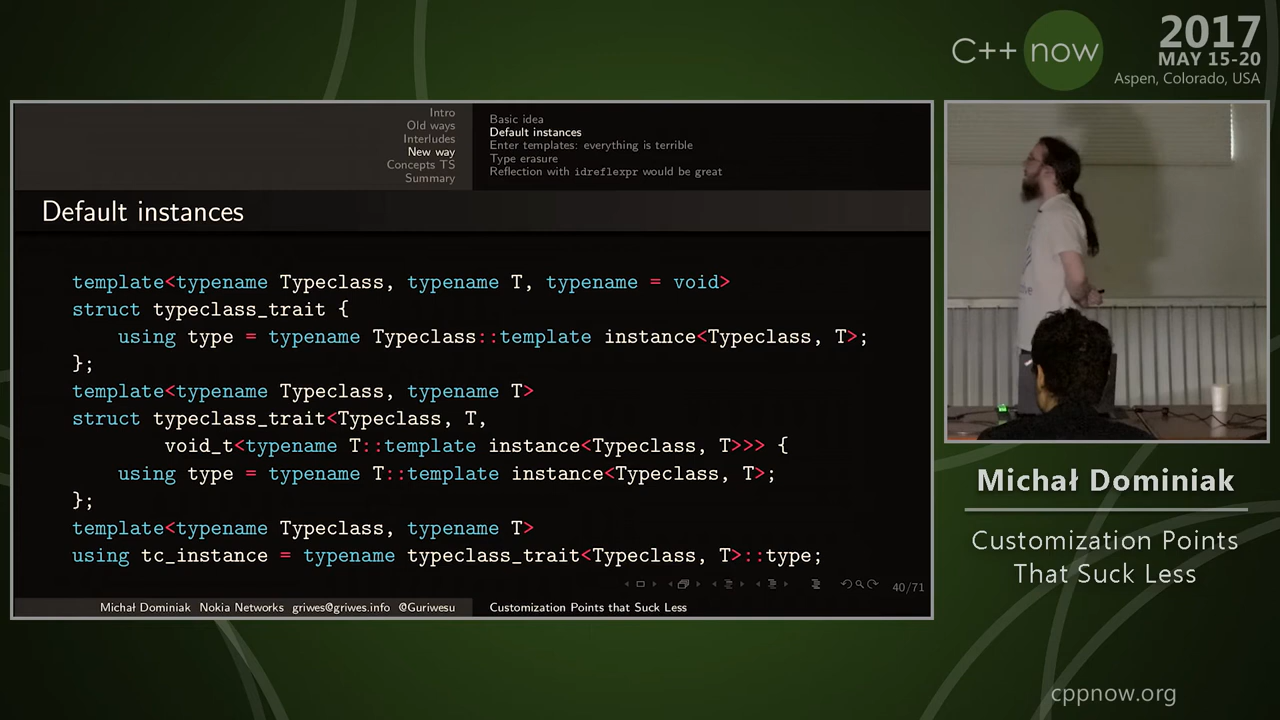 C++ now
2017
MAY 15-20
Aspen, Colorado, USA
Intro
Old ways
Interludes
New way
Concepts TS
Summary
Basic idea
Default instances
Enter templates: everything is terrible
Type erasure
Reflection with idreflexpr would be great
Default instances
template<typename Typeclass, typename T, typename = void>
struct typeclass_trait {
    using type = typename Typeclass::template instance<Typeclass, T>;
};
template<typename Typeclass, typename T>
struct typeclass_trait<Typeclass, T,
        void_t<typename T::template instance<Typeclass, T>>> {
    using type = typename T::template instance<Typeclass, T>;
};
template<typename Typeclass, typename T>
using tc_instance = typename typeclass_trait<Typeclass, T>::type;
40/71
Michał Dominiak Nokia Networks griwes@griwes.info @Guriwesu
Customization Points that Suck Less
Michał Dominiak
Customization Points
That Suck Less
cppnow.org